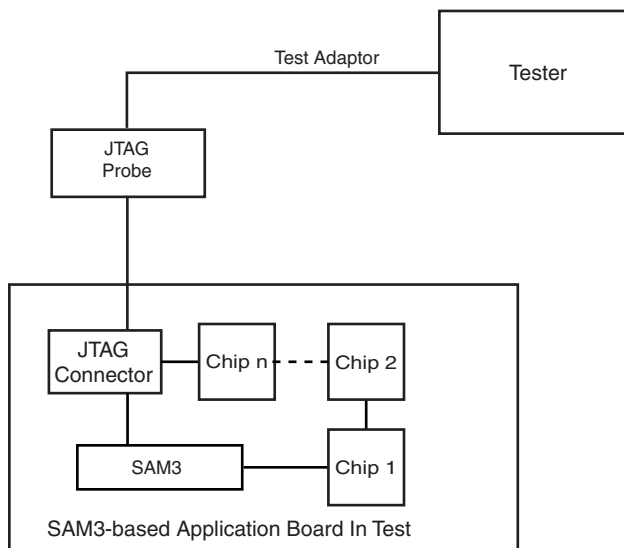 Test Adaptor
Tester
JTAG
Probe
JTAG
Connector
Chip n
Chip 2
SAM3
Chip 1
SAM3-based Application Board In Test